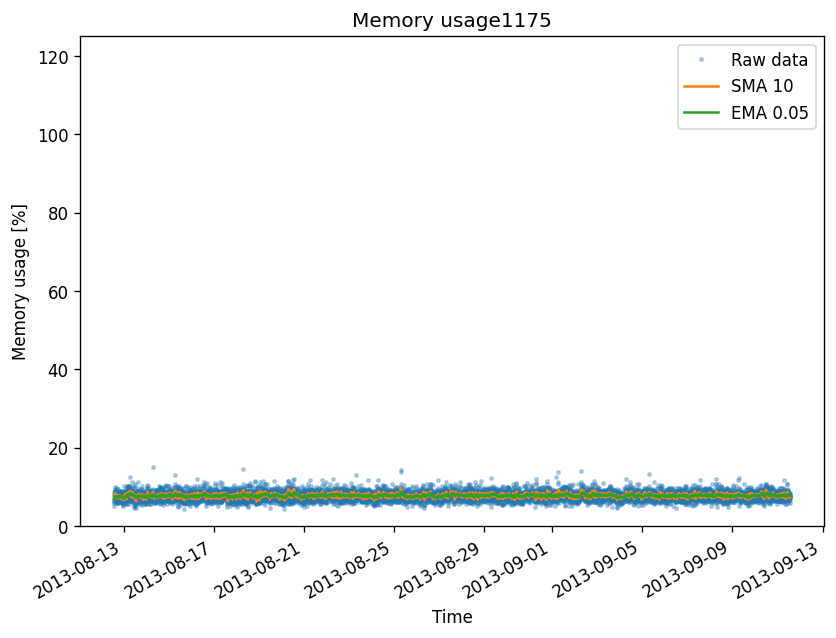 Memory usage1175
Raw data
SMA 10
EMA 0.05
120
100
80
60
40
20
0
Memory usage [%]
2013-08-13
2013-08-17
2013-08-21
2013-08-25
2013-08-29
2013-09-01
2013-09-05
2013-09-09
2013-09-13
Time